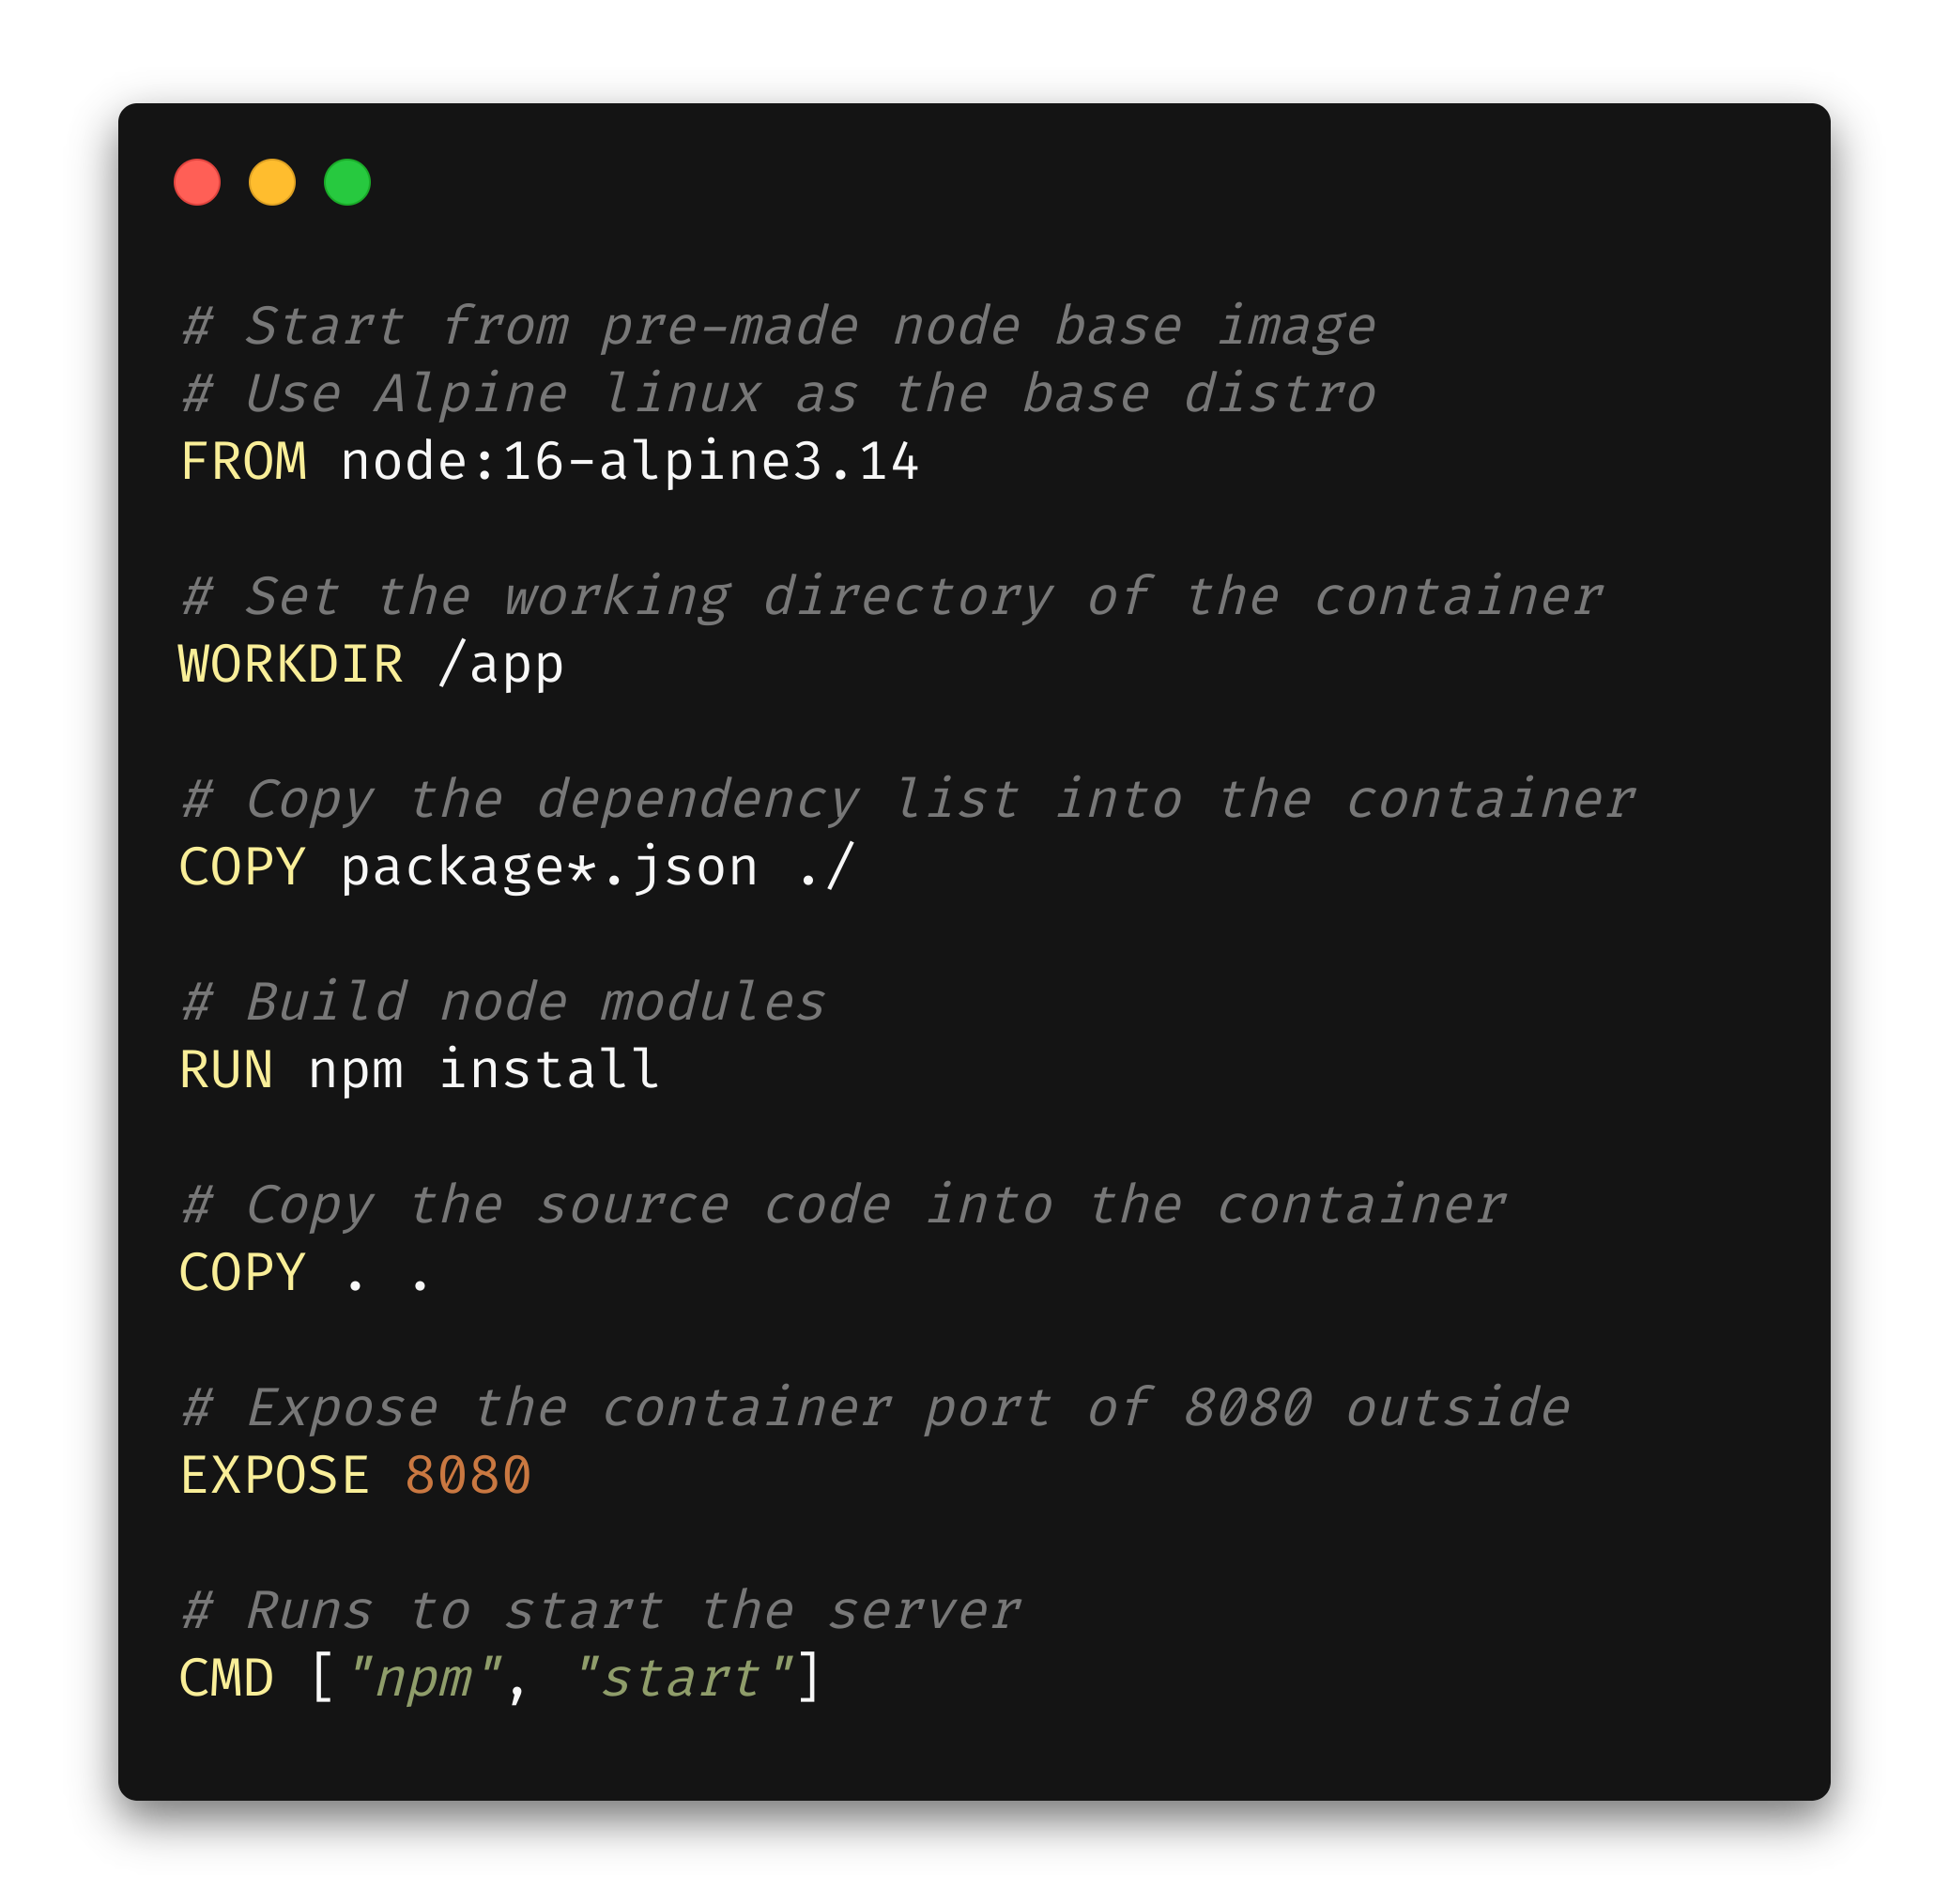 # Start from pre-made node base image
# Use Alpine linux as the base distro
FROM node:16-alpine3.14
# Set the working directory of the container
WORKDIR /app
# Copy the dependency list into the container
COPY package*.json ./
# Build node modules
RUN npm install
# Copy the source code into the container
COPY . .
# Expose the container port of 8080 outside
EXPOSE 8080
# Runs to start the server
CMD ["npm", "start"]